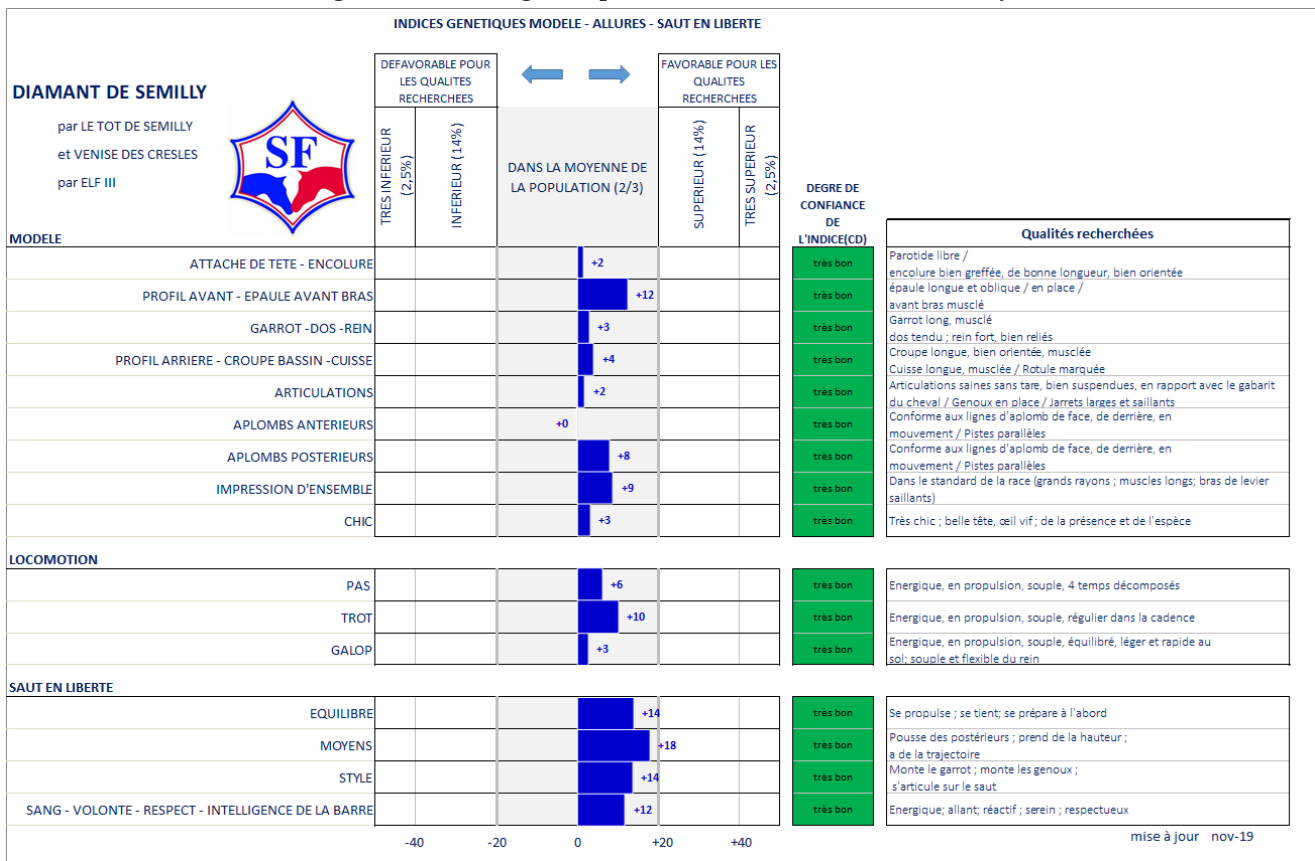 INDICES GENETIQUES MODELE - ALLURES - SAUT EN LIBERTE
DIAMANT DE SEMILLY
par LE TOT DE SEMILLY
et VENISE DES CRESLES
par ELF III
SF
DEFAVORABLE POUR
LES QUALITES
RECHERCHEES
FAVORABLE POUR LES
QUALITES
RECHERCHEES
TRES INFERIEUR
(2,5%)
INFERIEUR (14%)
DANS LA MOYENNE DE
LA POPULATION (2/3)
SUPERIEUR (14%)
TRES SUPERIEUR
(2,5%)
DEGRE DE
CONFIANCE
DE
L'INDICE(CD)
Qualités recherchées
MODELE
ATTACHE DE TETE - ENCOLURE +2 très bon Parotide libre /
encolure bien greffée, de bonne longueur, bien orientée
PROFIL AVANT - EPAULE AVANT BRAS +12 très bon épaule longue et oblique / en place /
avant bras musclé
GARROT -DOS -REIN +3 très bon Garrot long, musclé
dos tendu ; rein fort, bien reliés
PROFIL ARRIERE - CROUPE BASSIN -CUISSE +4 très bon Croupe longue, bien orientée, musclée
Cuisse longue, musclée / Rotule marquée
ARTICULATIONS +2 très bon Articulations saines sans tare, bien suspendues, en rapport avec le gabarit
du cheval / Genoux en place / Jarrets larges et saillants
APLOMBS ANTERIEURS +0 très bon Conforme aux lignes d'aplomb de face, de derrière, en
mouvement / Pistes parallèles
APLOMBS POSTERIEURS +8 très bon Conforme aux lignes d'aplomb de face, de derrière, en
mouvement / Pistes parallèles
IMPRESSION D'ENSEMBLE +9 très bon Dans le standard de la race (grands rayons ; muscles longs; bras de levier
saillants)
CHIC +3 très bon Très chic ; belle tête, œil vif ; de la présence et de l'espèce
LOCOMOTION
PAS +6 très bon Energique, en propulsion, souple, 4 temps décomposés
TROT +10 très bon Energique, en propulsion, souple, régulier dans la cadence
GALOP +3 très bon Energique, en propulsion, souple, équilibré, léger et rapide au
sol; souple et flexible du rein
SAUT EN LIBERTE
EQUILIBRE +14 très bon Se propulse ; se tient; se prépare à l'abord
MOYENS +18 très bon Pousse des postérieurs ; prend de la hauteur ;
a de la trajectoire
STYLE +14 très bon Monte le garrot ; monte les genoux ;
s'articule sur le saut
SANG - VOLONTE - RESPECT - INTELLIGENCE DE LA BARRE +12 très bon Energique; allant; réactif ; serein ; respectueux
-40 -20 0 +20 +40
mise à jour nov-19